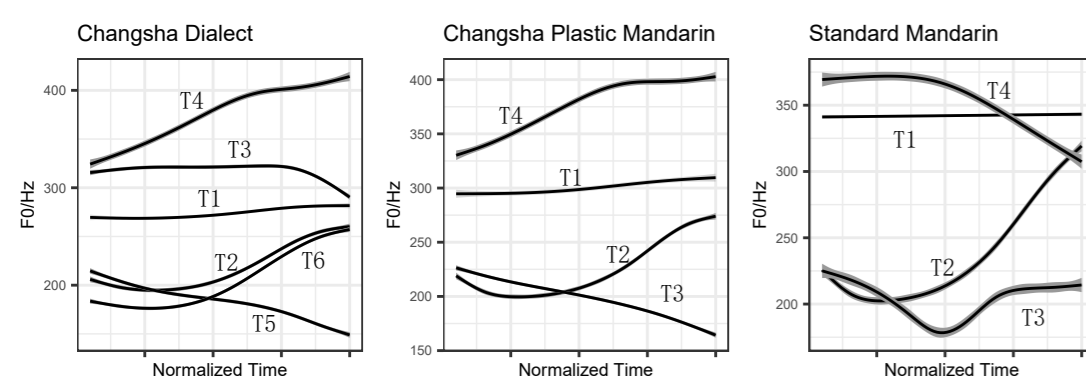 Changsha Dialect
400
300
200
F0/Hz
T4
T3
T1
T2
T6
T5
Normalized Time
Changsha Plastic Mandarin
400
350
300
250
200
150
F0/Hz
T4
T1
T2
T3
Normalized Time
Standard Mandarin
350
300
250
200
F0/Hz
T4
T1
T2
T3
Normalized Time